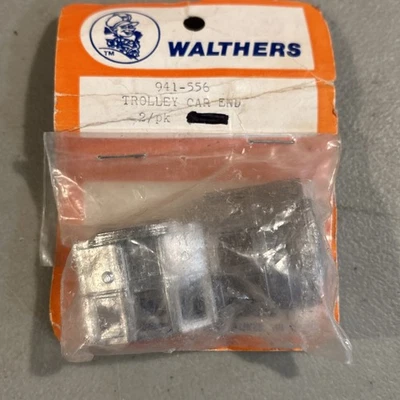 TM
WALTHERS
941-556
TROLLEY CAR END
2/pk